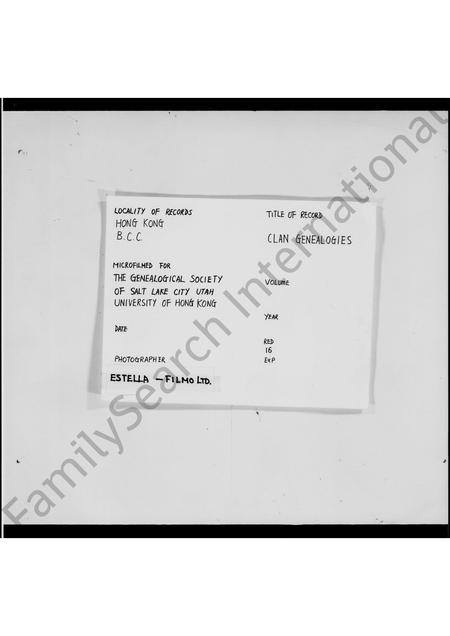 LOCALITY OF RECORDS
HONG KONG
B.C.C.
MICROFILMED FOR
THE GENEALOGICAL SOCIETY
OF SALT LAKE CITY UTAH
UNIVERSITY OF HONG KONG
DATE
PHOTOGRAPHER
ESTELLA — FILMO LTD.
TITLE OF RECORD
CLAN GENEALOGIES
VOLUME
YEAR
RED
16
EXP
FamilySearch International